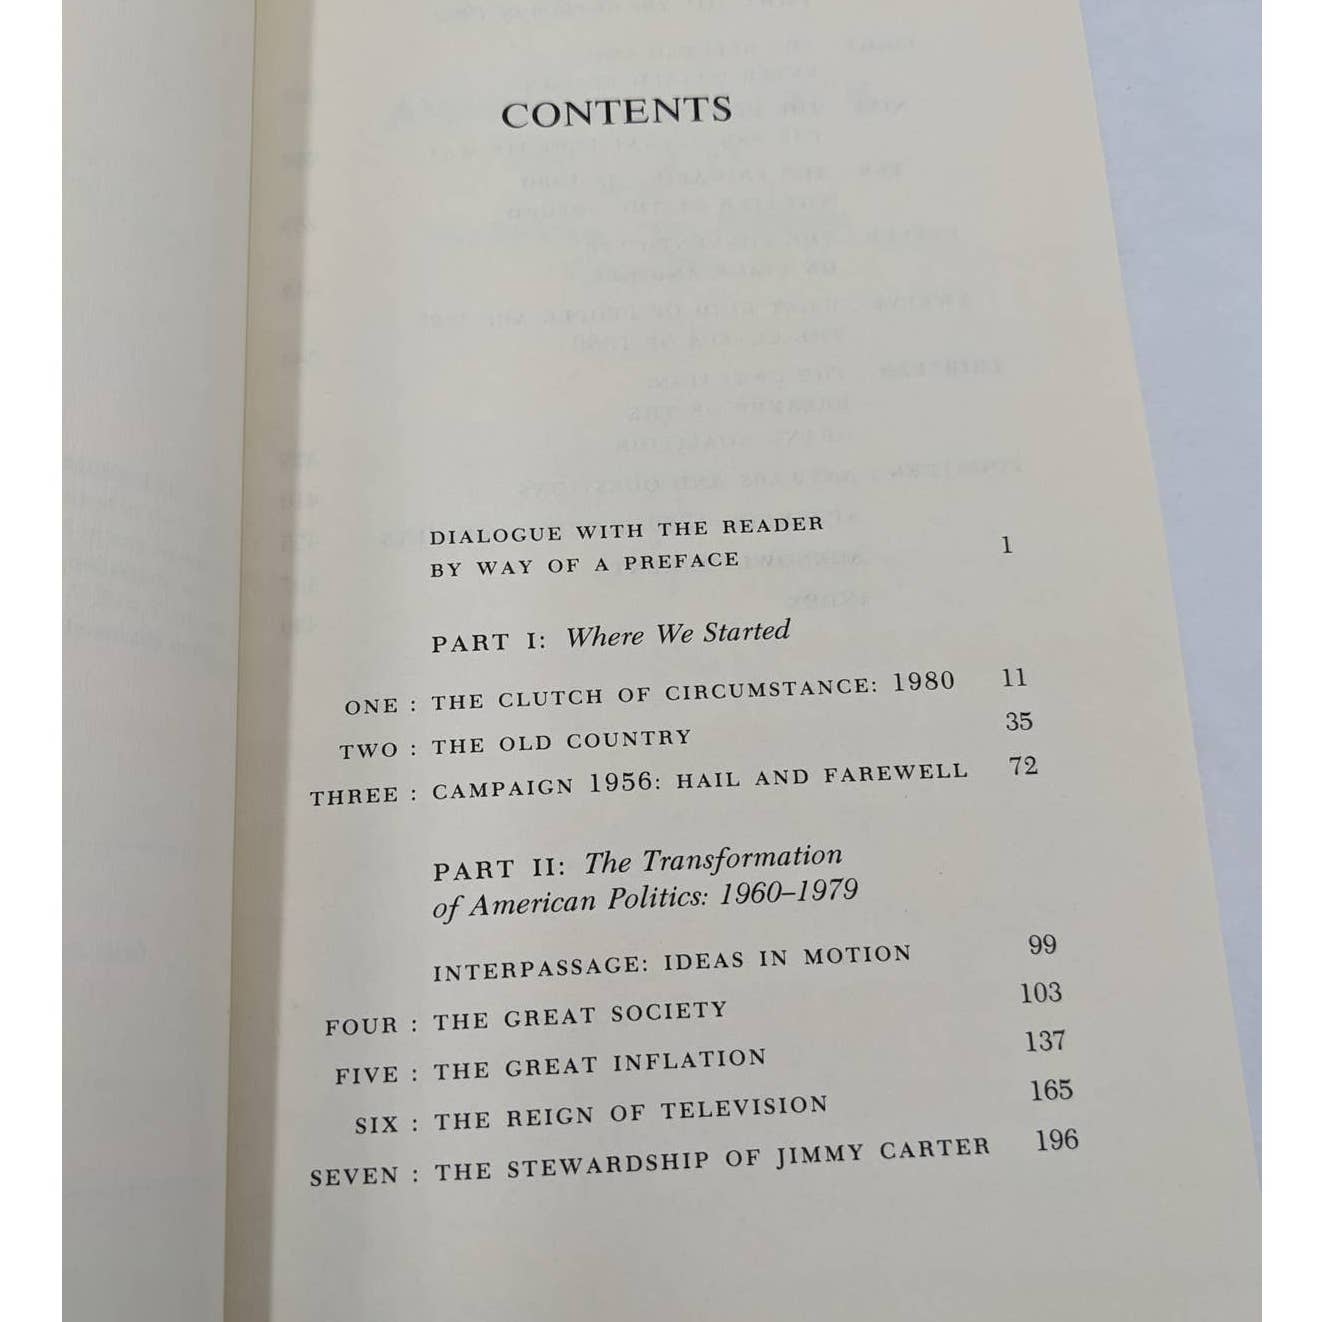 CONTENTS
DIALOGUE WITH THE READER
BY WAY OF A PREFACE 1
PART I: Where We Started
ONE : THE CLUTCH OF CIRCUMSTANCE: 1980 11
TWO : THE OLD COUNTRY 35
THREE : CAMPAIGN 1956: HAIL AND FAREWELL 72
PART II: The Transformation
of American Politics: 1960–1979
INTERPASSAGE: IDEAS IN MOTION 99
FOUR : THE GREAT SOCIETY 103
FIVE : THE GREAT INFLATION 137
SIX : THE REIGN OF TELEVISION 165
SEVEN : THE STEWARDSHIP OF JIMMY CARTER 196